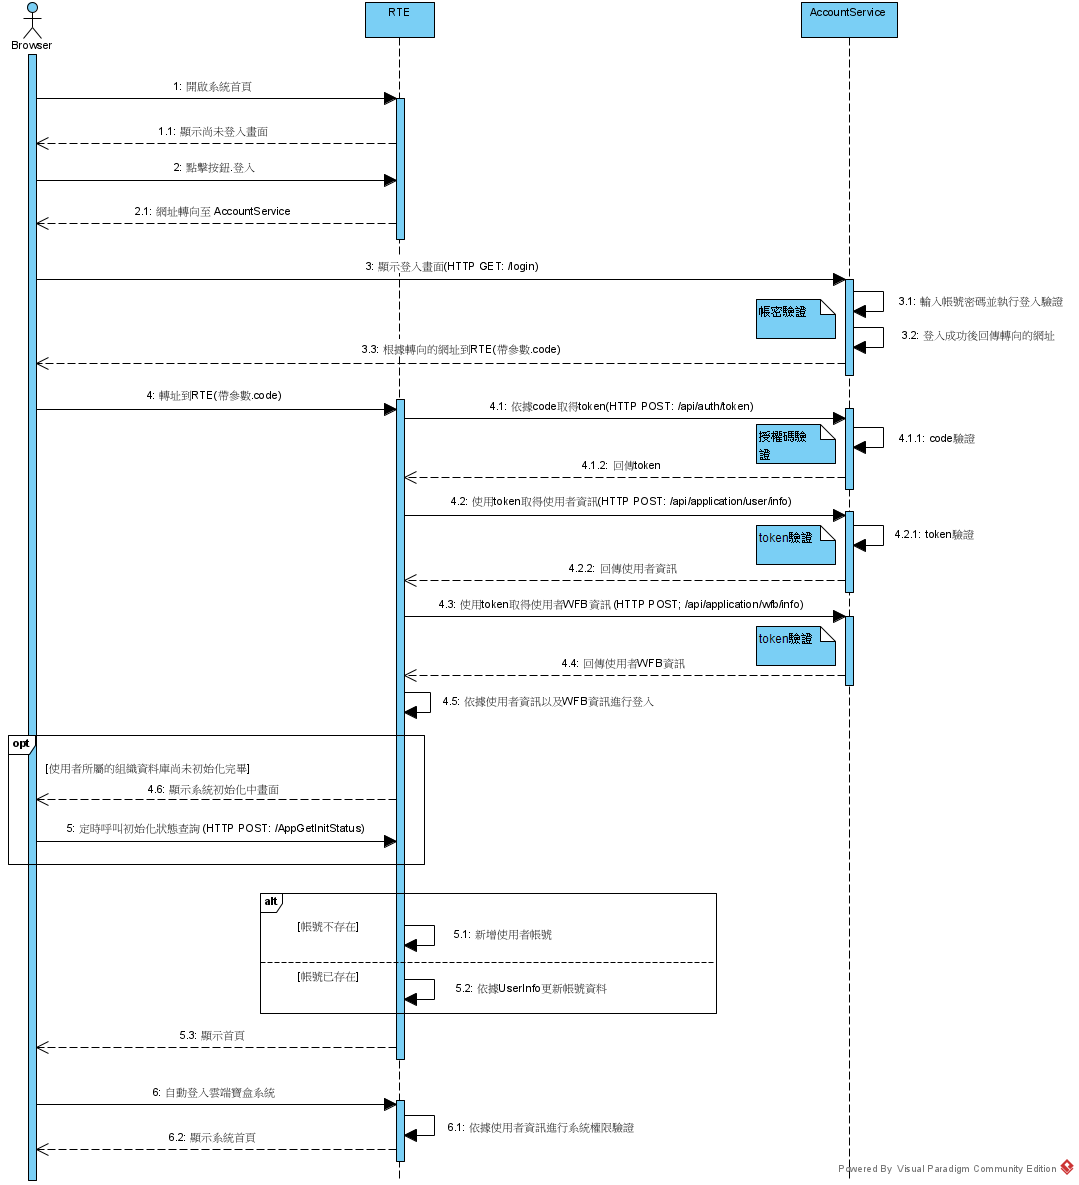 RTE
AccountService
Browser
1: 開啟系統首頁
1.1: 顯示尚未登入畫面
2: 點擊按鈕.登入
2.1: 網址轉向至 AccountService
3: 顯示登入畫面(HTTP GET: /login)
帳密驗證
3.1: 輸入帳號密碼並執行登入驗證
3.2: 登入成功後回傳轉向的網址
3.3: 根據轉向的網址到RTE(帶參數.code)
4: 轉址到RTE(帶參數.code)
4.1: 依據code取得token(HTTP POST: /api/auth/token)
授權碼驗
證
4.1.1: code驗證
4.1.2: 回傳token
4.2: 使用token取得使用者資訊(HTTP POST: /api/application/user/info)
token驗證
4.2.1: token驗證
4.2.2: 回傳使用者資訊
4.3: 使用token取得使用者WFB資訊 (HTTP POST; /api/application/wfb/info)
token驗證
4.4: 回傳使用者WFB資訊
4.5: 依據使用者資訊以及WFB資訊進行登入
opt
[使用者所屬的組織資料庫尚未初始化完畢]
4.6: 顯示系統初始化中畫面
5: 定時呼叫初始化狀態查詢 (HTTP POST: /AppGetInitStatus)
alt
[帳號不存在]
5.1: 新增使用者帳號
[帳號已存在]
5.2: 依據UserInfo更新帳號資料
5.3: 顯示首頁
6: 自動登入雲端寶盒系統
6.1: 依據使用者資訊進行系統權限驗證
6.2: 顯示系統首頁
Powered By Visual Paradigm Community Edition